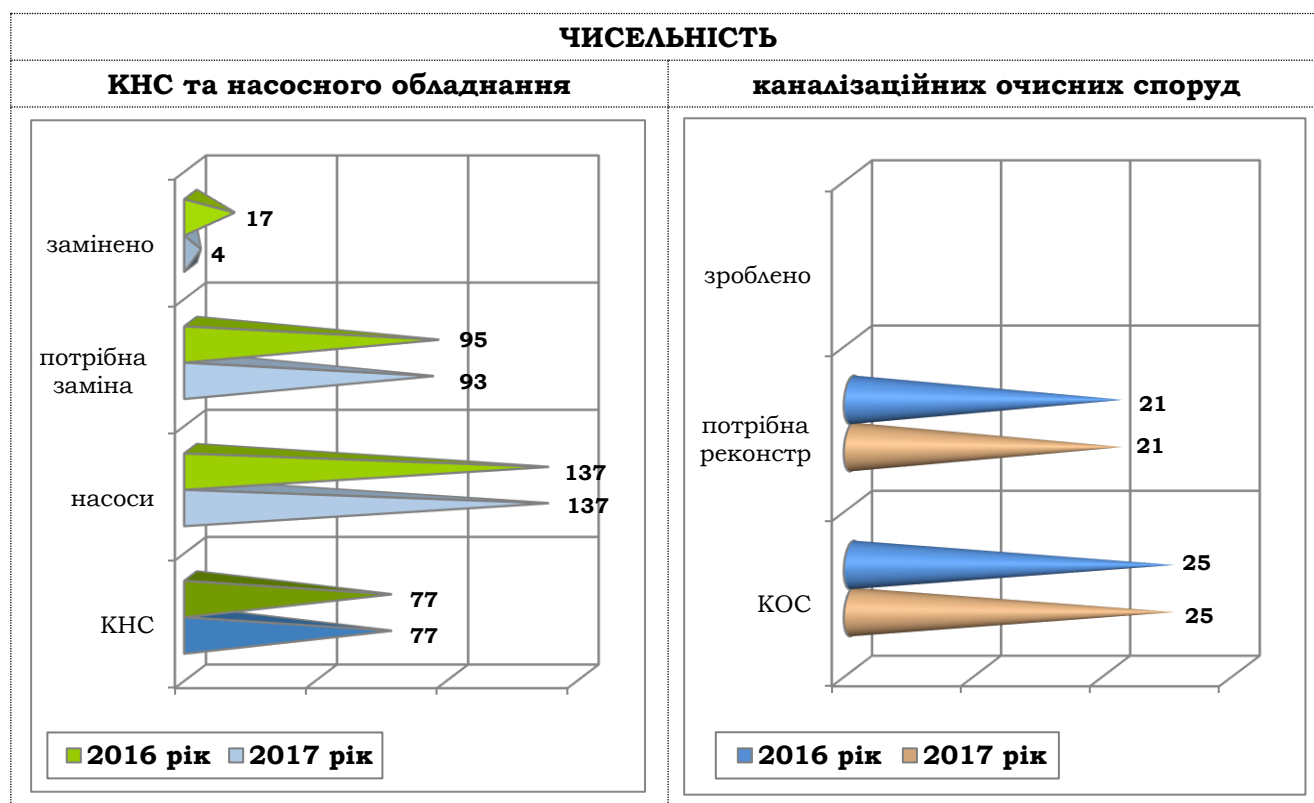 ЧИСЕЛЬНІСТЬ
КНС та насосного обладнання
каналізаційних очисних споруд
замінено
17
4
потрібна
заміна
95
93
насоси
137
137
КНС
77
77
2016 рік 2017 рік
зроблено
потрібна
реконстр
21
21
КОС
25
25
2016 рік 2017 рік